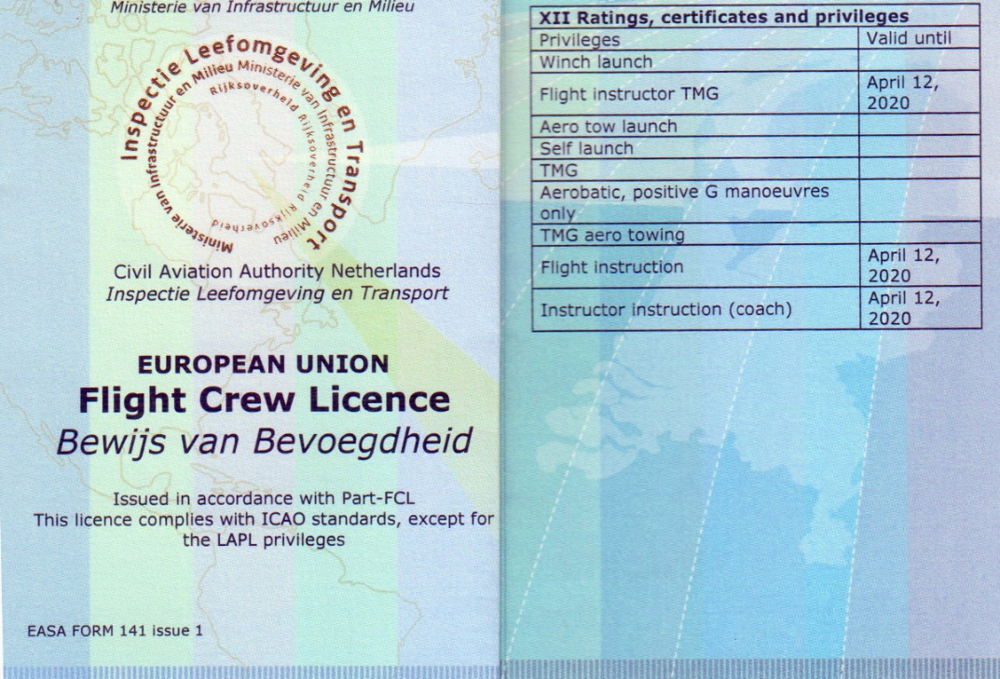 Ministerie van Infrastructuur en Milieu
Inspectie Leefomgeving en Transport
Ministerie van Infrastructuur en Milieu Ministerie van Infrastructuur en Milieu
Rijksoverheid Rijksoverheid Rijksoverheid
Civil Aviation Authority Netherlands
Inspectie Leefomgeving en Transport
EUROPEAN UNION
Flight Crew Licence
Bewijs van Bevoegdheid
Issued in accordance with Part-FCL
This licence complies with ICAO standards, except for
the LAPL privileges
EASA FORM 141 issue 1
XII Ratings, certificates and privileges
Privileges Valid until
Winch launch
Flight instructor TMG April 12,
2020
Aero tow launch
Self launch
TMG
Aerobatic, positive G manoeuvres
only
TMG aero towing
Flight instruction April 12,
2020
Instructor instruction (coach) April 12,
2020